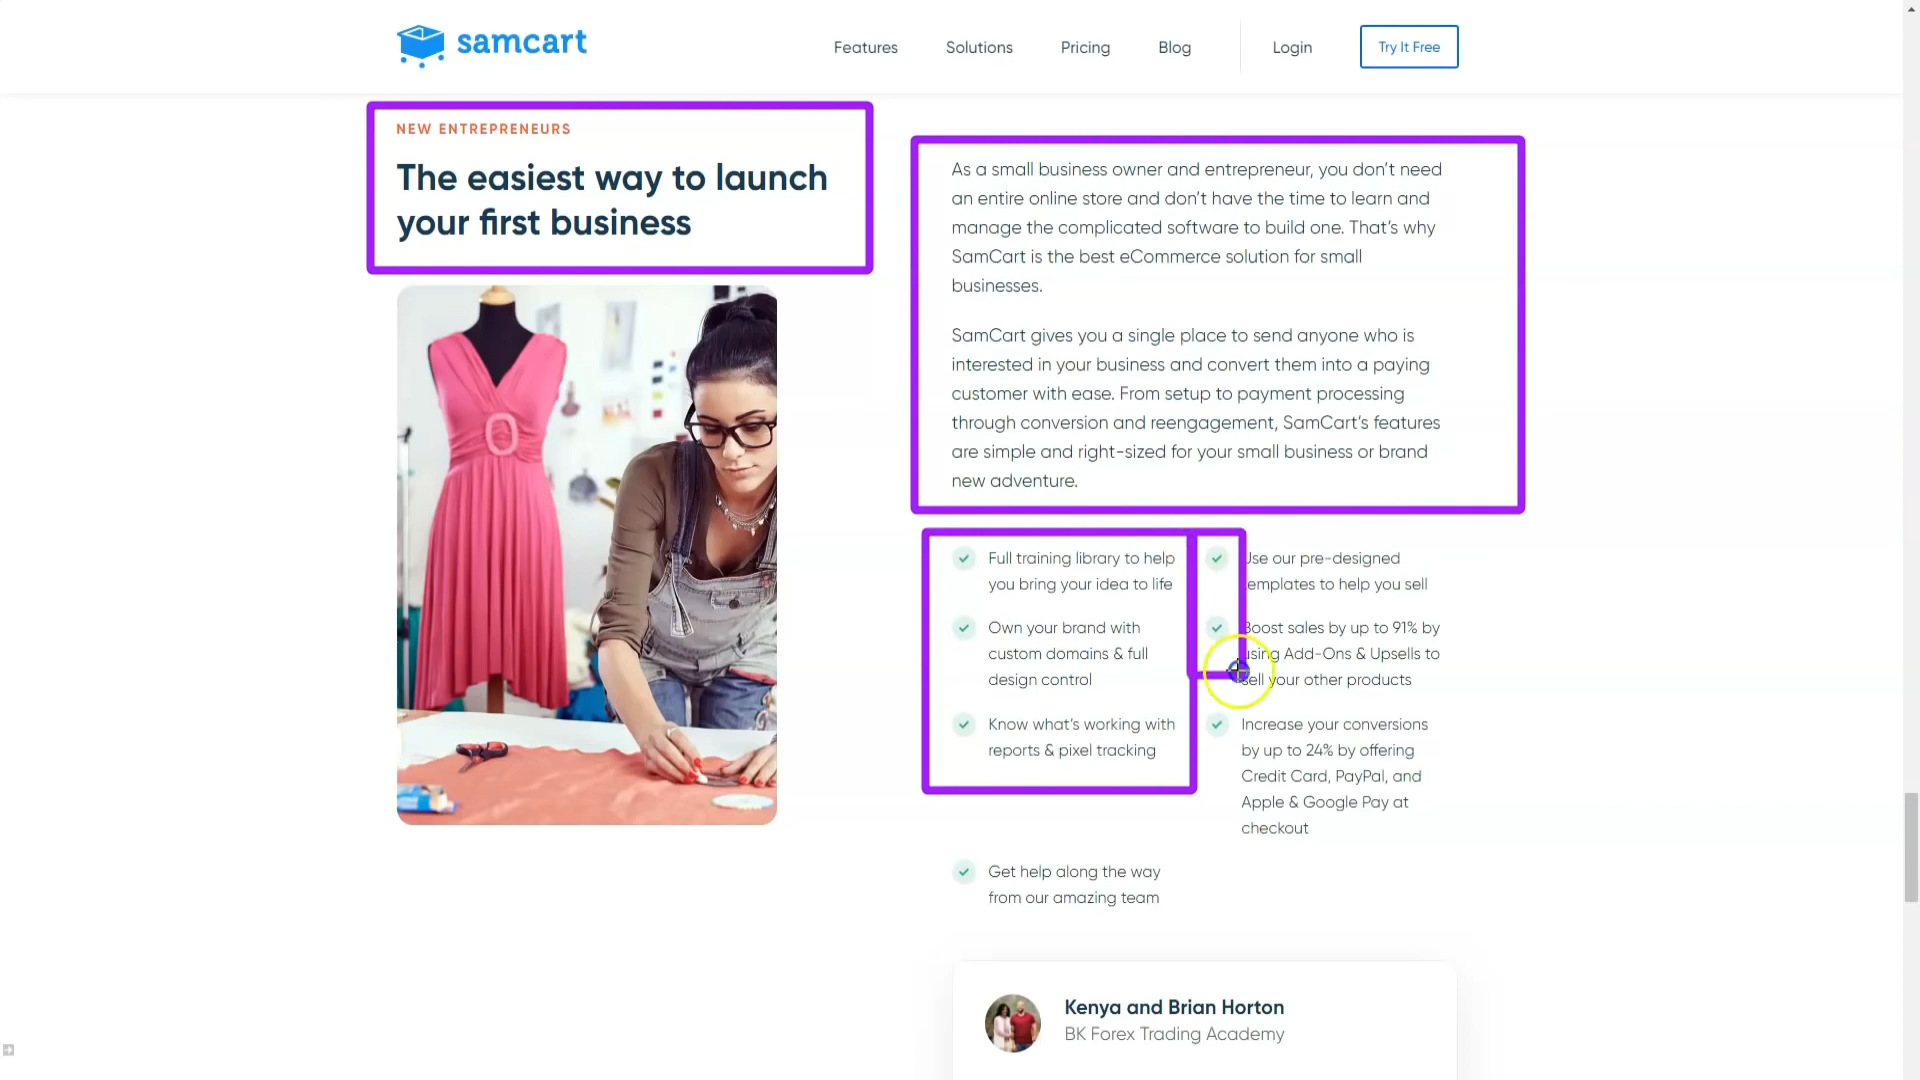 samcart
Features
Solutions
Pricing
Blog
Login
Try It Free
NEW ENTREPRENEURS
The easiest way to launch
your first business
As a small business owner and entrepreneur, you don't need
an entire online store and don't have the time to learn and
manage the complicated software to build one. That's why
SamCart is the best eCommerce solution for small
businesses.
SamCart gives you a single place to send anyone who is
interested in your business and convert them into a paying
customer with ease. From setup to payment processing
through conversion and reengagement, SamCart's features
are simple and right-sized for your small business or brand
new adventure.
Full training library to help
you bring your idea to life
Use our pre-designed
templates to help you sell
Own your brand with
custom domains & full
design control
Boost sales by up to 91% by
using Add-Ons & Upsells to
sell your other products
Know what's working with
reports & pixel tracking
Increase your conversions
by up to 24% by offering
Credit Card, PayPal, and
Apple & Google Pay at
checkout
Get help along the way
from our amazing team
Kenya and Brian Horton
BK Forex Trading Academy